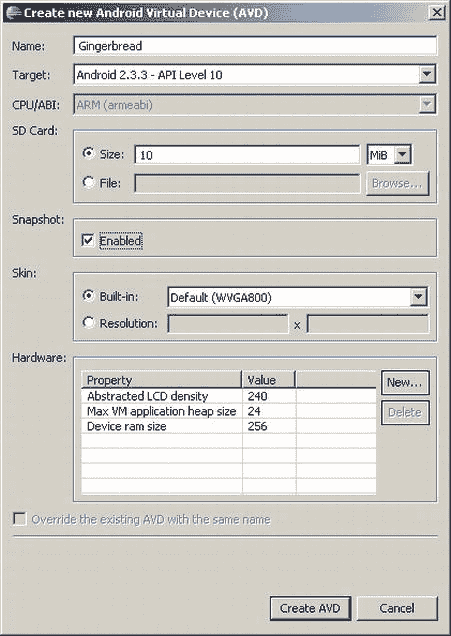 Create new Android Virtual Device (AVD)
Name: Gingerbread
Target: Android 2.3.3 - API Level 10
CPU/ABI: ARM (armeabi)
SD Card:
Size: 10 MiB
File: Browse...
Snapshot:
Enabled
Skin:
Built-in: Default (WVGA800)
Resolution: x
Hardware:
Property Value New...
Abstracted LCD density 240
Max VM application heap size 24 Delete
Device ram size 256
Override the existing AVD with the same name
Create AVD Cancel